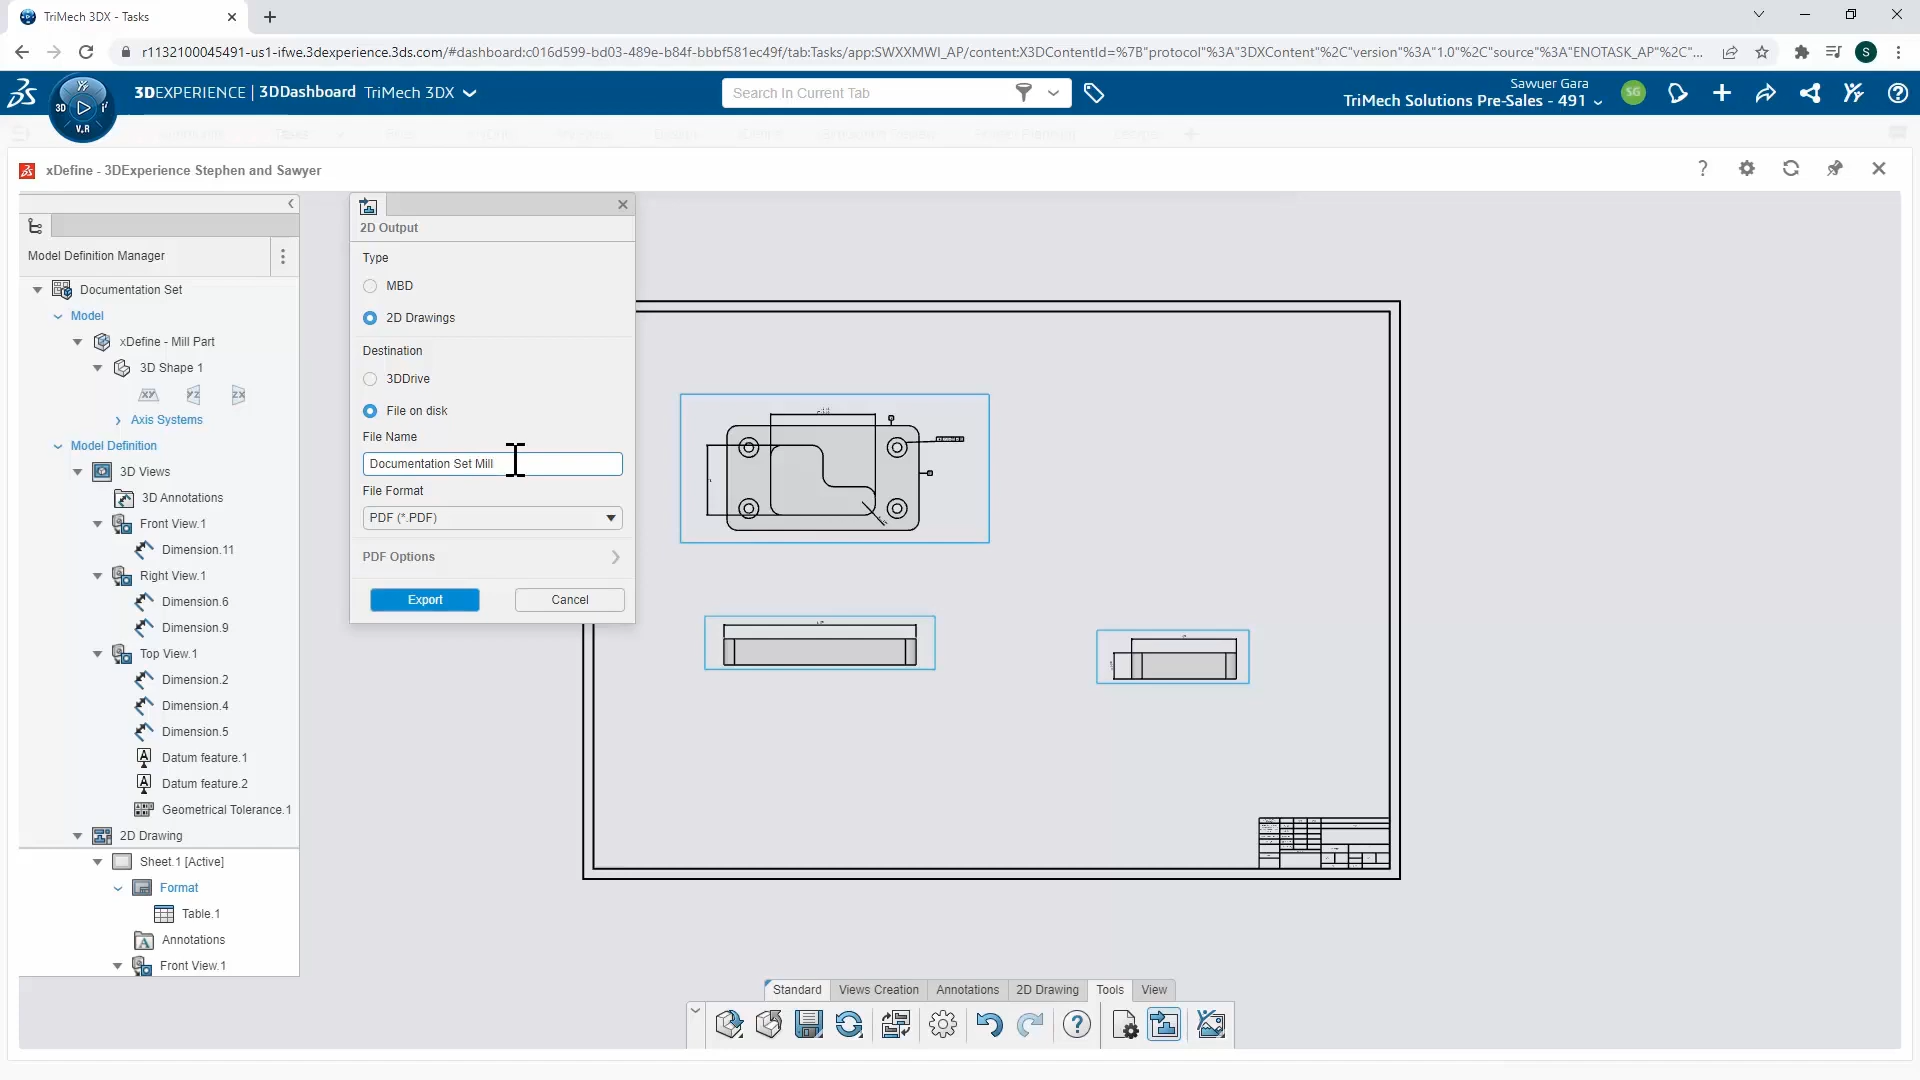 TriMech 3DX - Tasks
r1132100045491-us1-ifwe.3dexperience.3ds.com/#dashboard:c016d599-bd03-489e-b84f-bbbf581ec49f/tab:Tasks/app:SWXXMWI_AP/content:X3DContentId=%7B"protocol"%3A"3DXContent"%2C"version"%3A"1.0"%2C"source"%3A"ENOTASK_AP"%2C"...
S
3D
V.R
3DEXPERIENCE | 3DDashboard TriMech 3DX
Search In Current Tab
Sawyer Gara
TriMech Solutions Pre-Sales - 491
SG
xDefine - 3DExperience Stephen and Sawyer
Model Definition Manager
Documentation Set
Model
xDefine - Mill Part
3D Shape 1
XY YZ ZX
Axis Systems
Model Definition
3D Views
3D Annotations
Front View.1
Dimension.11
Right View.1
Dimension.6
Dimension.9
Top View.1
Dimension.2
Dimension.4
Dimension.5
Datum feature.1
Datum feature.2
Geometrical Tolerance.1
2D Drawing
Sheet.1 [Active]
Format
Table.1
Annotations
Front View.1
2D Output
Type
MBD
2D Drawings
Destination
3DDrive
File on disk
File Name
Documentation Set Mill
File Format
PDF (*.PDF)
PDF Options
Export Cancel
Standard Views Creation Annotations 2D Drawing Tools View